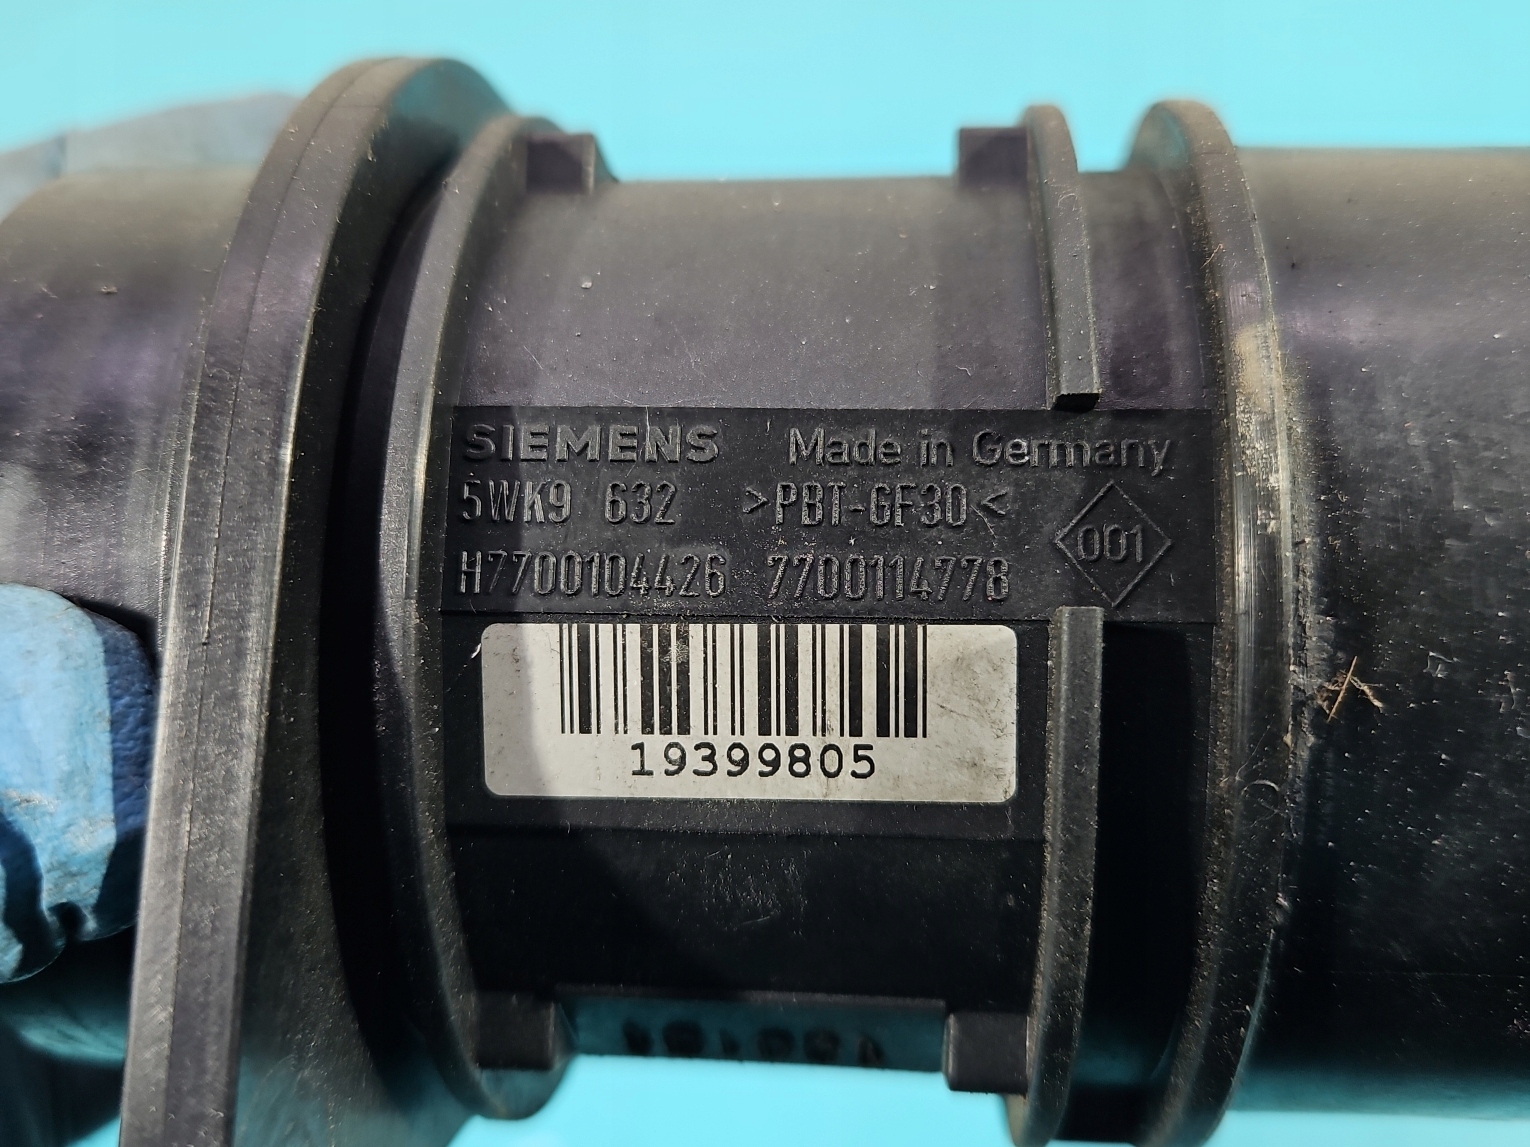 SIEMENS Made in Germany
5WK9 632 >PBT-GF30<
001
H7700104426 7700114778
19399805